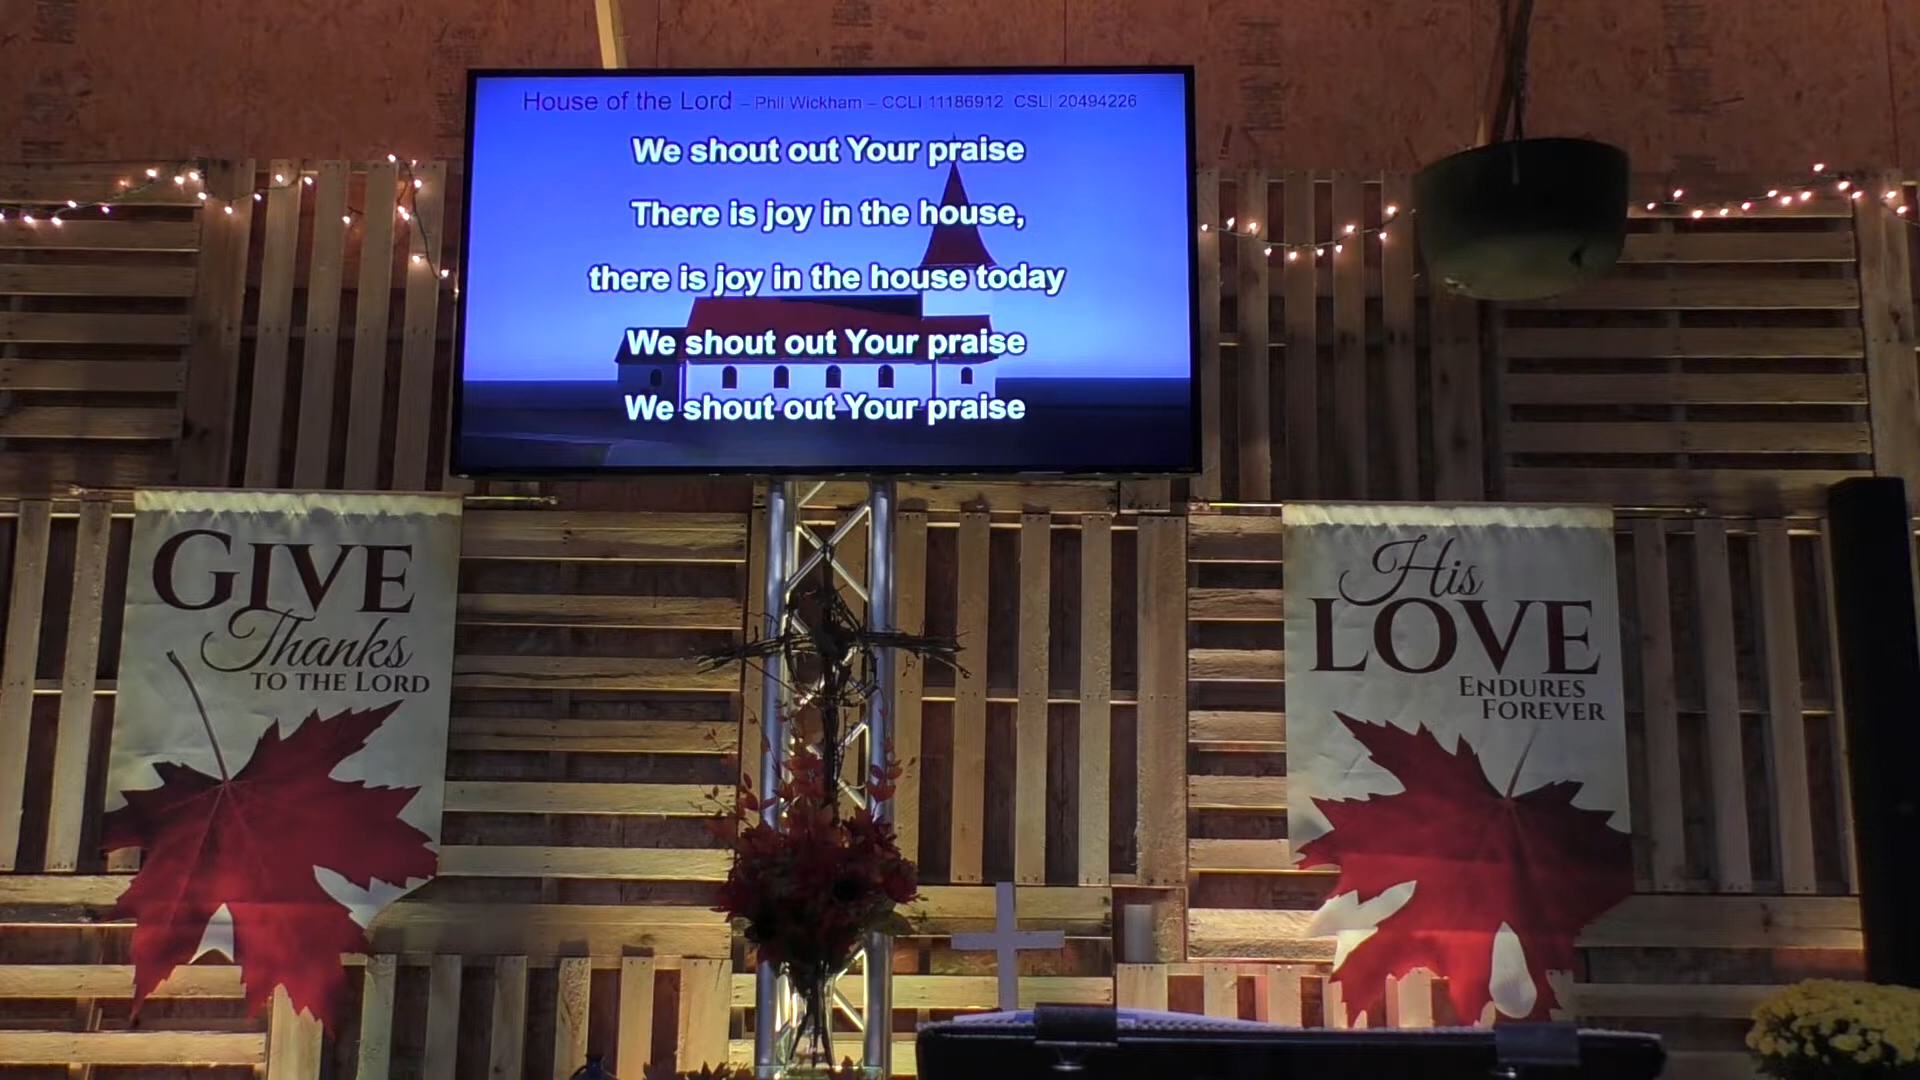 House of the Lord – Phil Wickham – CCLI 11186912 CSLI 20494226
We shout out Your praise
There is joy in the house,
there is joy in the house today
We shout out Your praise
We shout out Your praise
GIVE
Thanks
TO THE LORD
His
LOVE
ENDURES
FOREVER